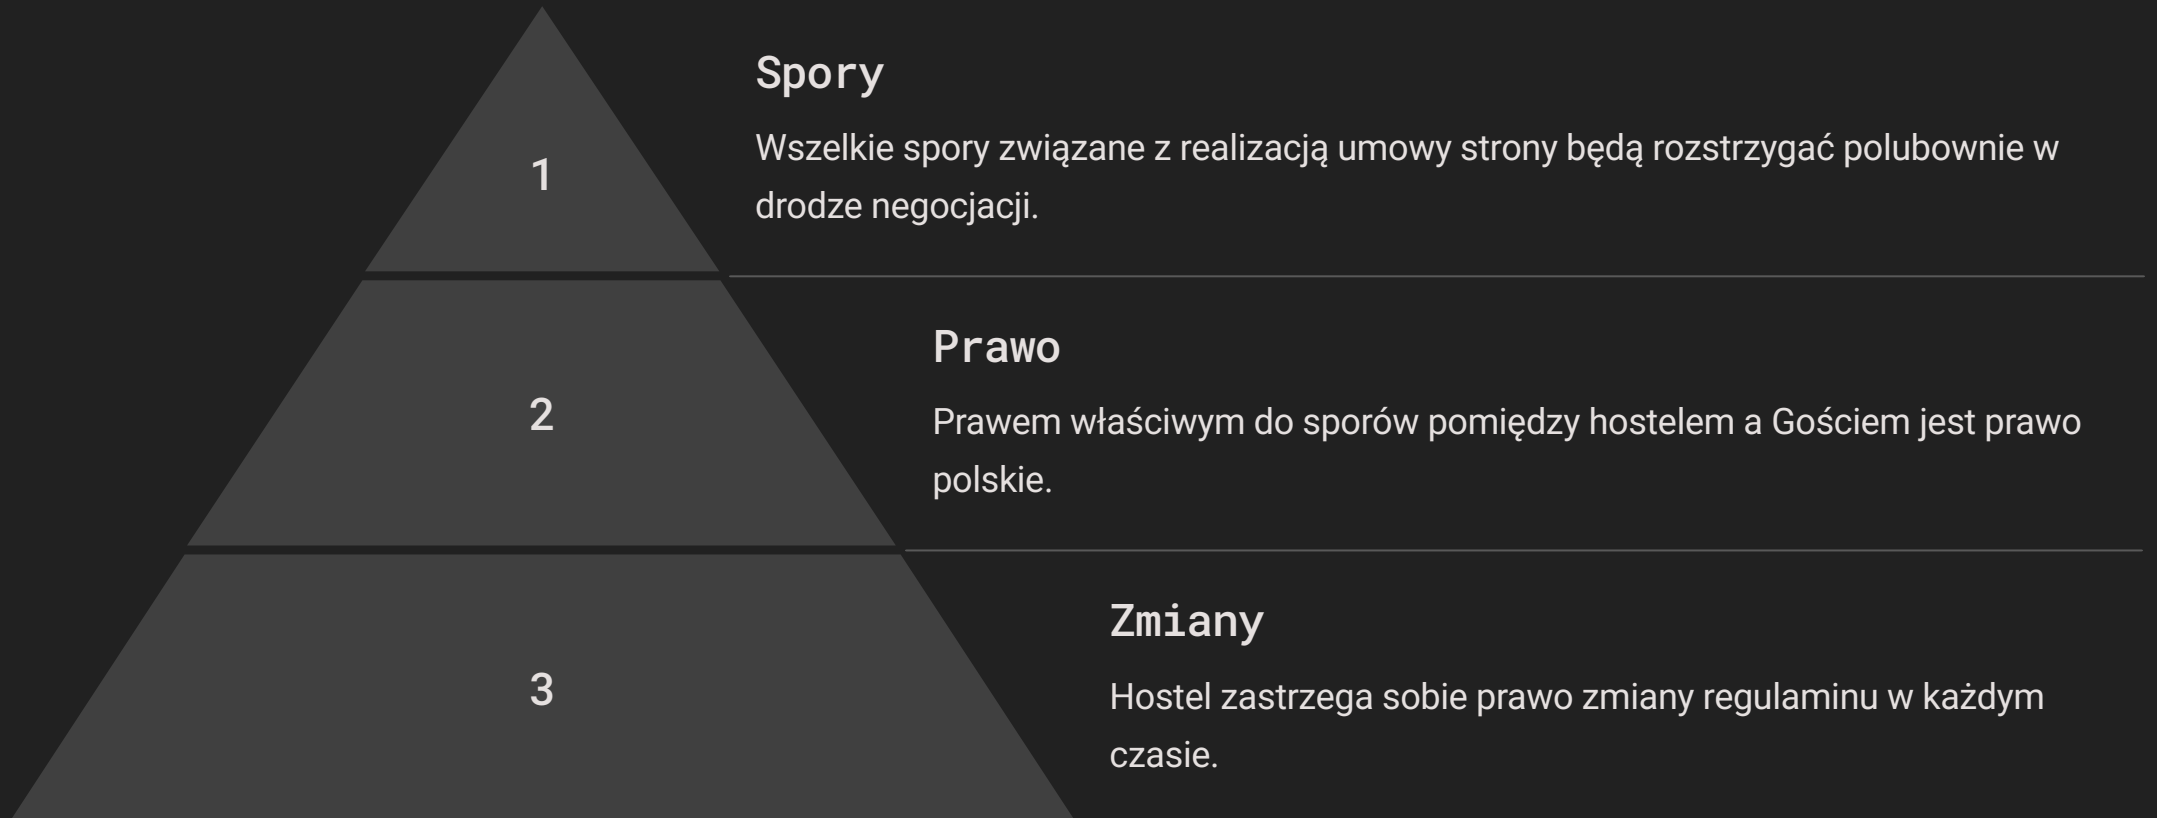 1
Spory
Wszelkie spory związane z realizacją umowy strony będą rozstrzygać polubownie w
drodze negocjacji.
2
Prawo
Prawem właściwym do sporów pomiędzy hostelem a Gościem jest prawo
polskie.
3
Zmiany
Hostel zastrzega sobie prawo zmiany regulaminu w każdym
czasie.